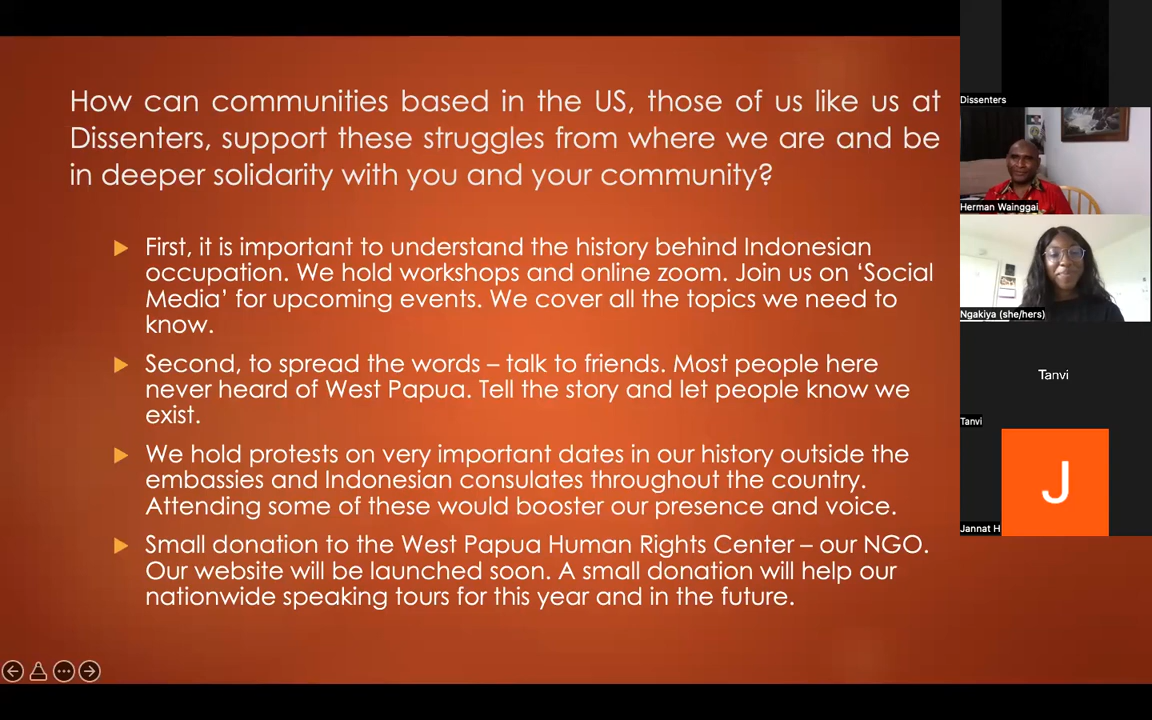 How can communities based in the US, those of us like us at
Dissenters, support these struggles from where we are and be
in deeper solidarity with you and your community?
First, it is important to understand the history behind Indonesian
occupation. We hold workshops and online zoom. Join us on ‘Social
Media’ for upcoming events. We cover all the topics we need to
know.
Second, to spread the words – talk to friends. Most people here
never heard of West Papua. Tell the story and let people know we
exist.
We hold protests on very important dates in our history outside the
embassies and Indonesian consulates throughout the country.
Attending some of these would booster our presence and voice.
Small donation to the West Papua Human Rights Center – our NGO.
Our website will be launched soon. A small donation will help our
nationwide speaking tours for this year and in the future.
Dissenters
Herman Wainggai
Ngakiya (she/hers)
Tanvi
Tanvi
J
Jannat H